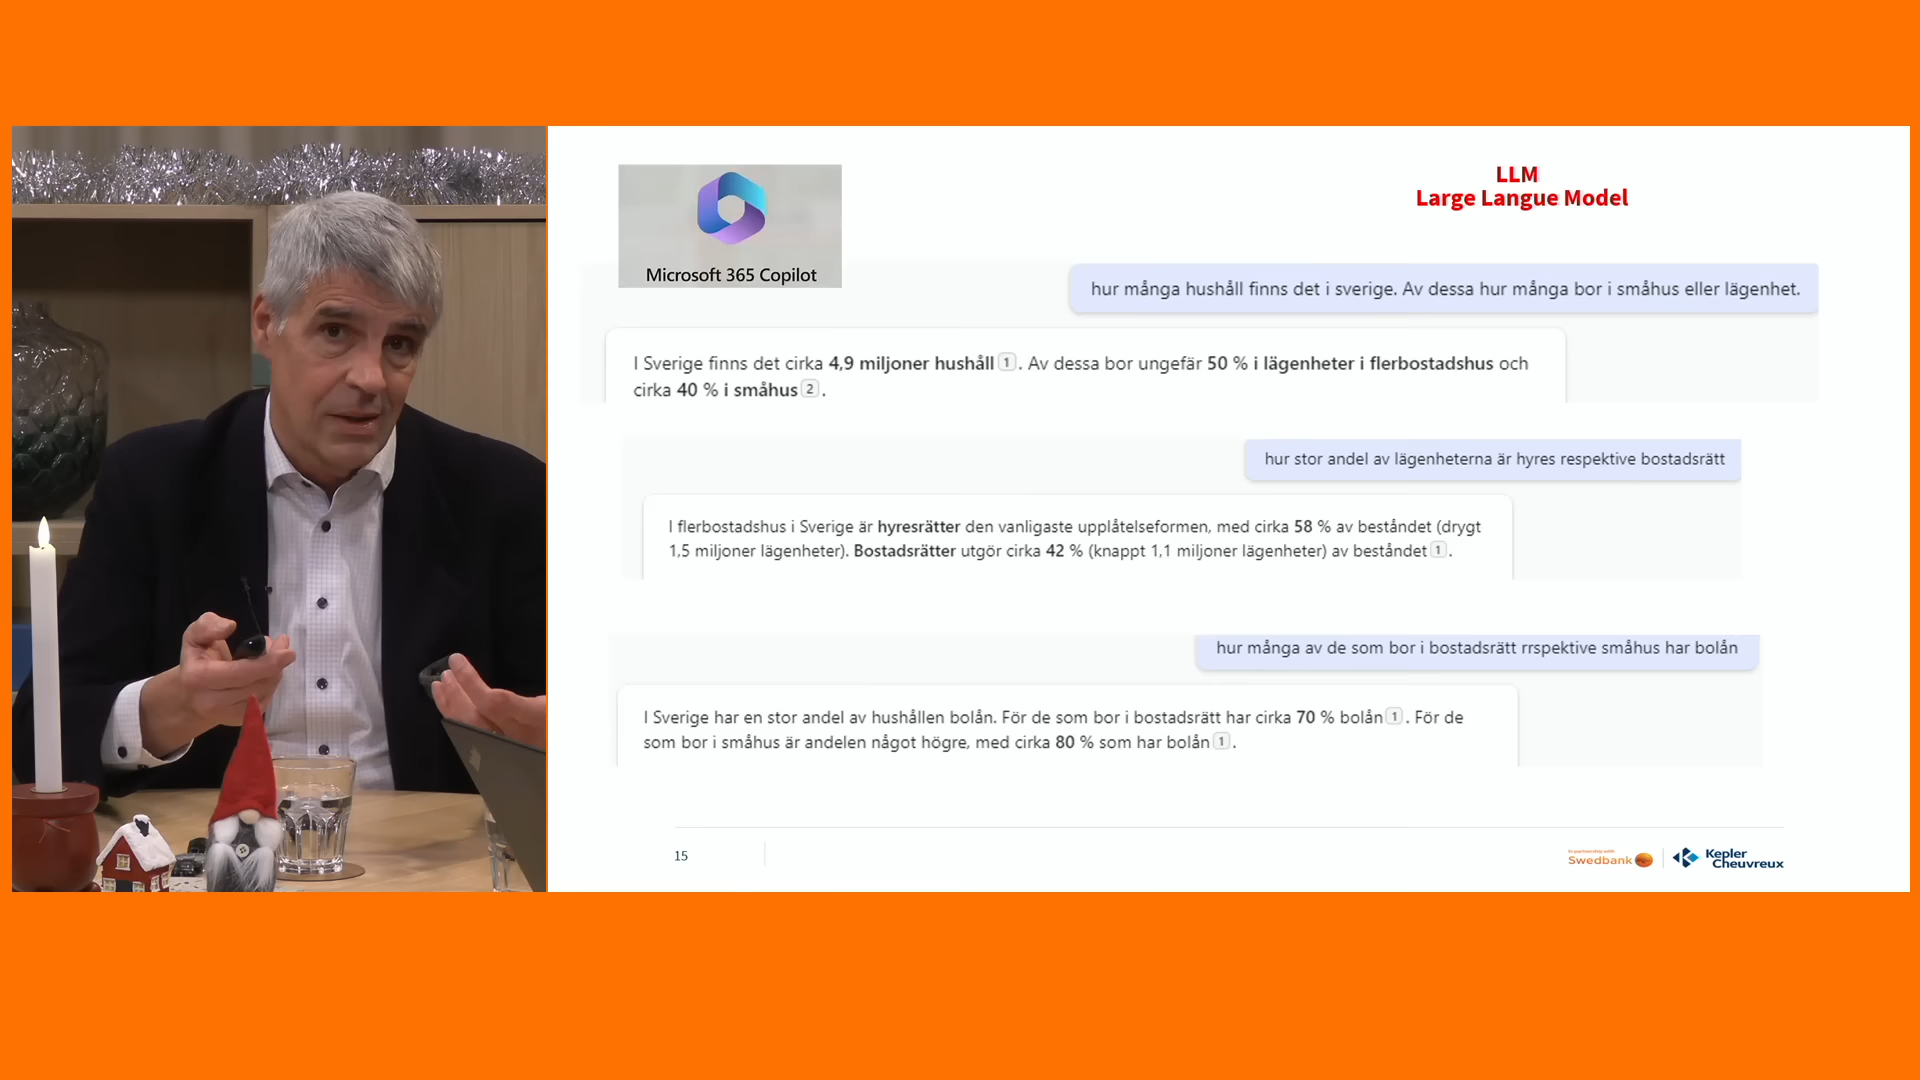 LLM
Large Langue Model
Microsoft 365 Copilot
hur många hushåll finns det i sverige. Av dessa hur många bor i småhus eller lägenhet.
I Sverige finns det cirka 4,9 miljoner hushåll 1 . Av dessa bor ungefär 50 % i lägenheter i flerbostadshus och
cirka 40 % i småhus 2 .
hur stor andel av lägenheterna är hyres respektive bostadsrätt
I flerbostadshus i Sverige är hyresrätter den vanligaste upplåtelseformen, med cirka 58 % av beståndet (drygt
1,5 miljoner lägenheter). Bostadsrätter utgör cirka 42 % (knappt 1,1 miljoner lägenheter) av beståndet 1 .
hur många av de som bor i bostadsrätt rrspektive småhus har bolån
I Sverige har en stor andel av hushållen bolån. För de som bor i bostadsrätt har cirka 70 % bolån 1 . För de
som bor i småhus är andelen något högre, med cirka 80 % som har bolån 1 .
15
In partnership with
Swedbank
Kepler
Cheuvreux